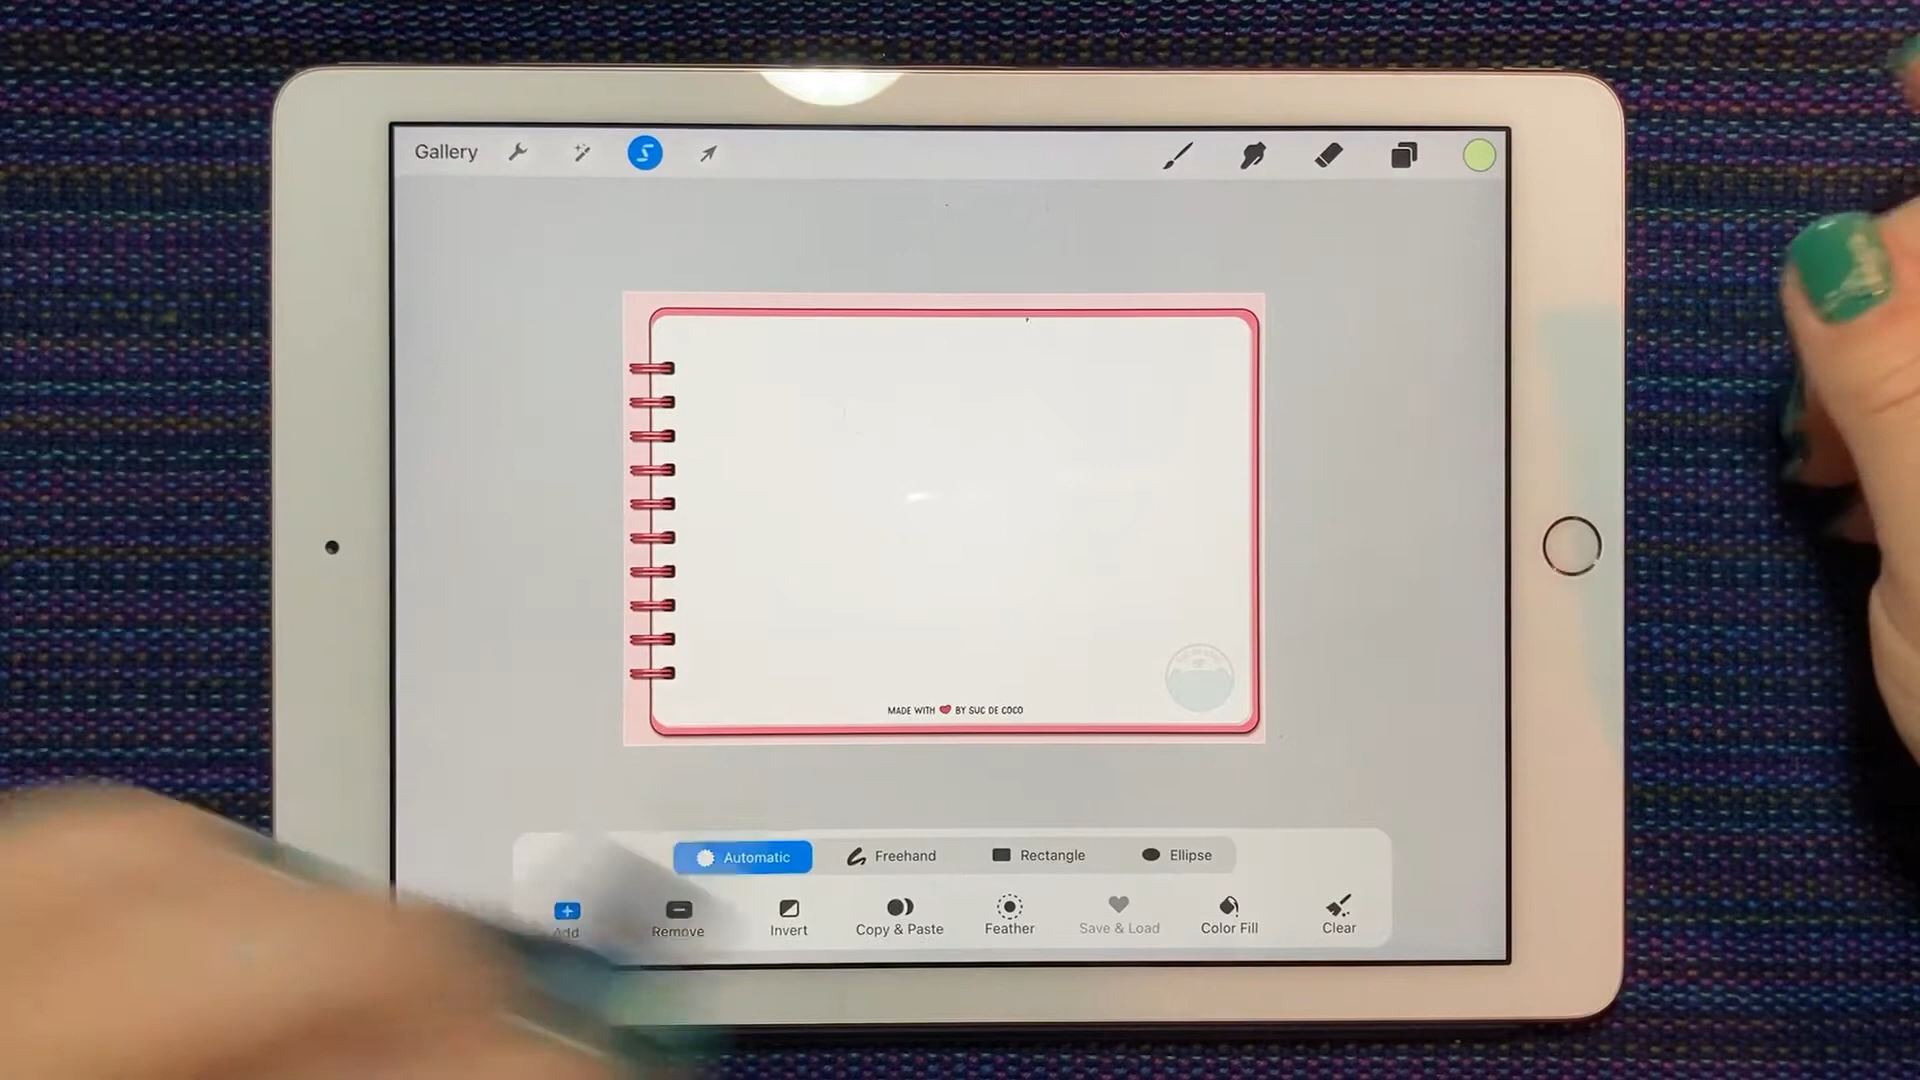 Gallery
MADE WITH BY SUC DE COCO
Automatic Freehand Rectangle Ellipse
Add Remove Invert Copy & Paste Feather Save & Load Color Fill Clear